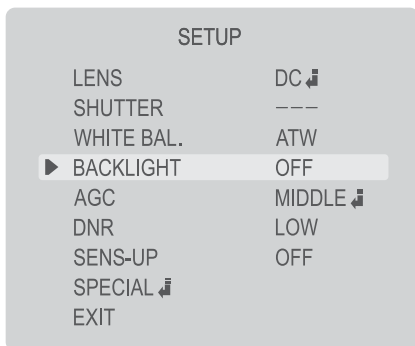 SETUP
LENS DC
SHUTTER ---
WHITE BAL. ATW
BACKLIGHT OFF
AGC MIDDLE
DNR LOW
SENS-UP OFF
SPECIAL
EXIT